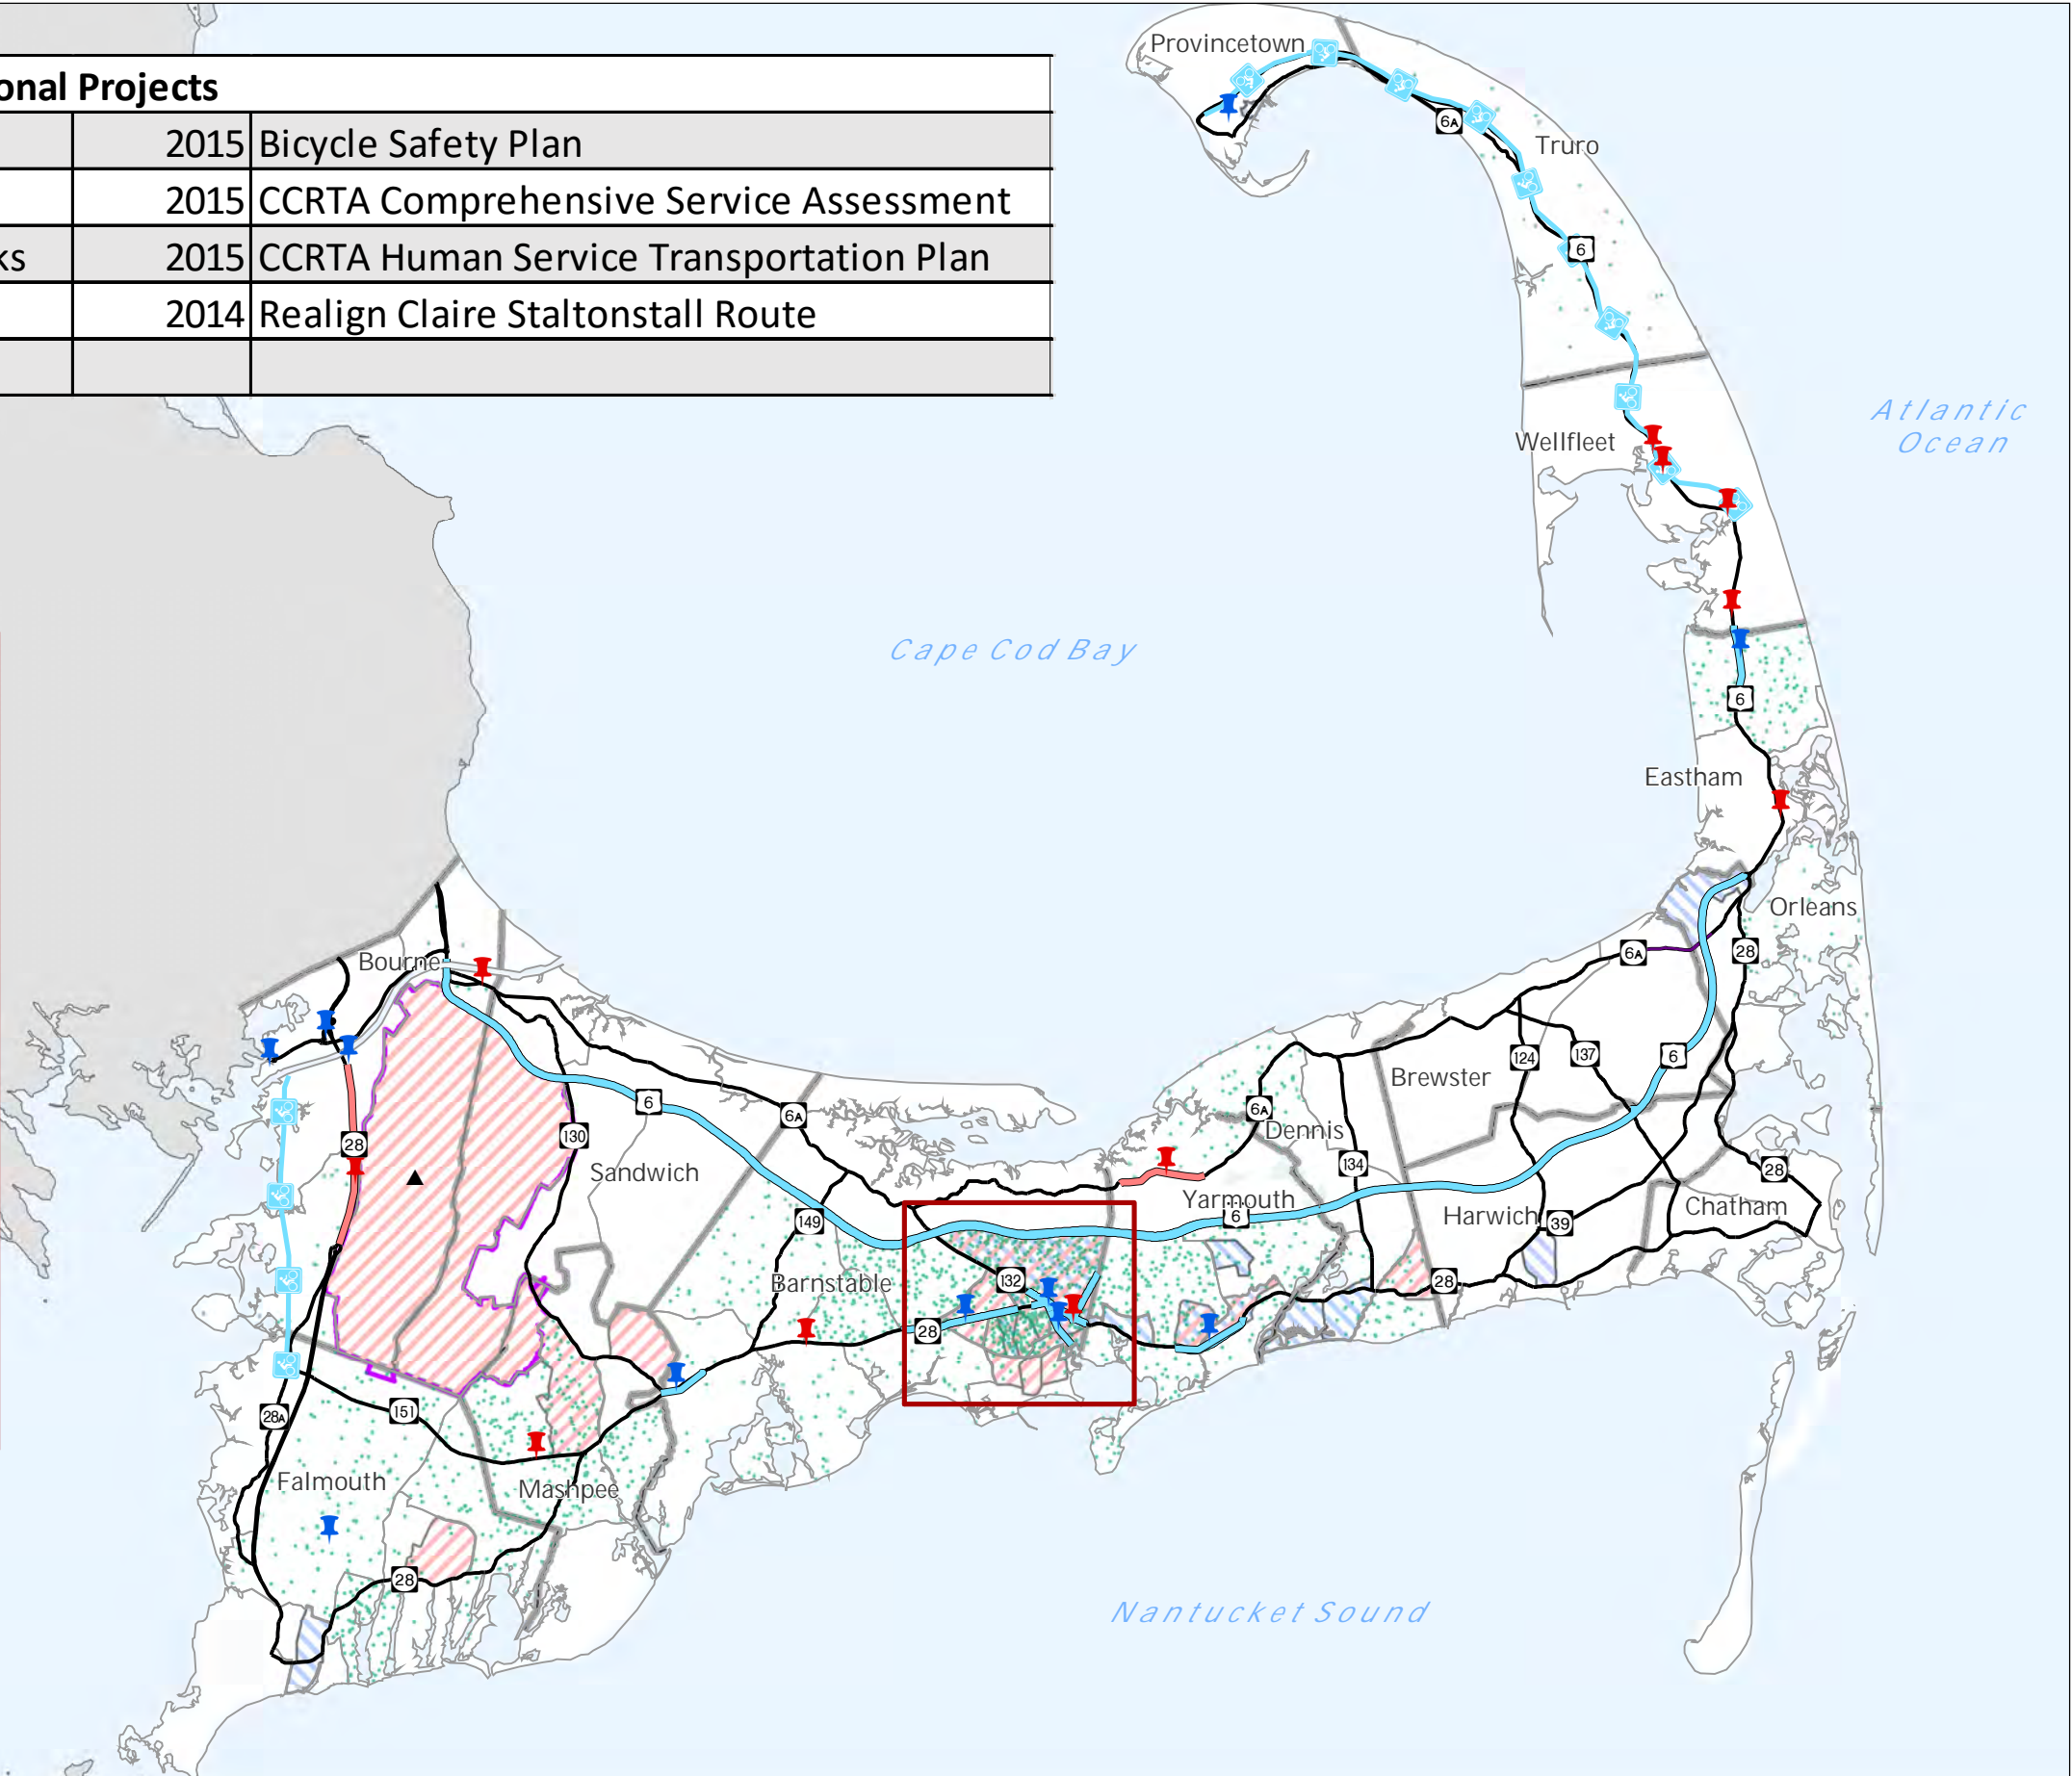 onal Projects
2015 Bicycle Safety Plan
2015 CCRTA Comprehensive Service Assessment
ks 2015 CCRTA Human Service Transportation Plan
2014 Realign Claire Staltonstall Route
Provincetown
6A
Truro
6
Atlantic
Ocean
Wellfleet
Cape Cod Bay
6
Eastham
Orleans
Bourne
6A
28
6
124
137
6
Brewster
6A
6A
28
130
Dennis
134
Sandwich
28
Yarmouth
6
Chatham
Harwich
39
149
Barnstable
132
28
28
28A
151
Falmouth
Mashpee
28
Nantucket Sound